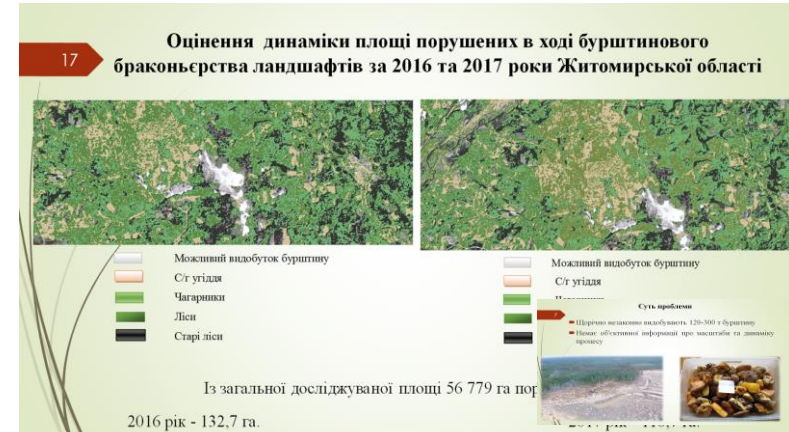 17
Оцінення динаміки площі порушених в ході бурштинового
браконьєрства ландшафтів за 2016 та 2017 роки Житомирської області
Можливий видобуток бурштину
С/г угіддя
Чагарники
Ліси
Старі ліси
Можливий видобуток бурштину
С/г угіддя
Суть проблеми
Щорічно незаконно видобувають 120-300 т бурштину
Немає об'єктивної інформації про масштаби та динаміку
процесу
Із загальної досліджуваної площі 56 779 га
2016 рік - 132,7 га.